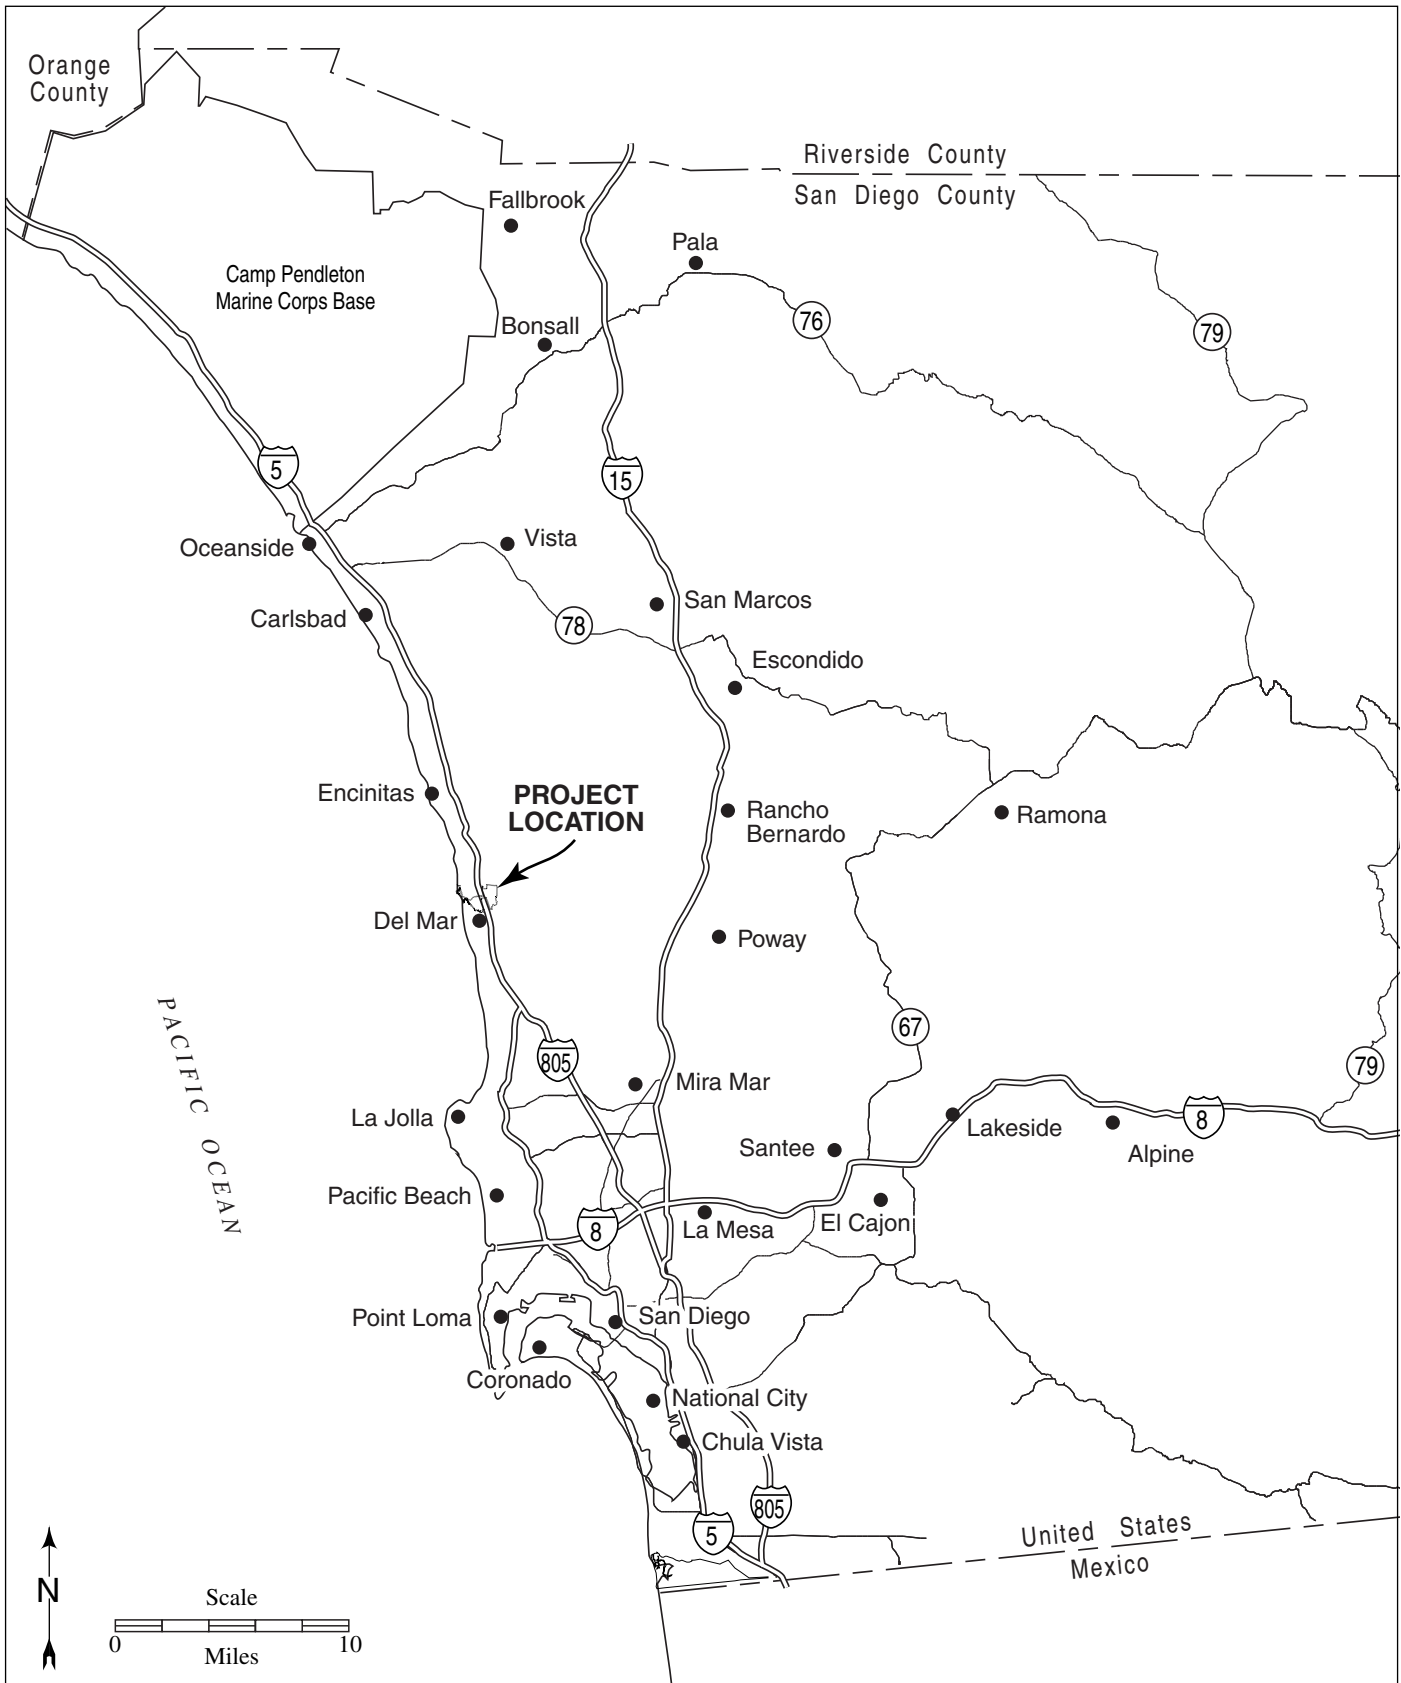 Orange
County
Riverside County
San Diego County
Fallbrook
Pala
Camp Pendleton
Marine Corps Base
76
Bonsall
79
5
15
Vista
Oceanside
San Marcos
Carlsbad
78
Escondido
Encinitas
PROJECT
LOCATION
Rancho
Bernardo
Ramona
Del Mar
Poway
PACIFIC OCEAN
67
805
79
Mira Mar
La Jolla
Lakeside
8
Santee
Alpine
Pacific Beach
8
La Mesa
El Cajon
Point Loma
San Diego
Coronado
National City
Chula Vista
805
5
United States
Mexico
N
Scale
0
10
Miles